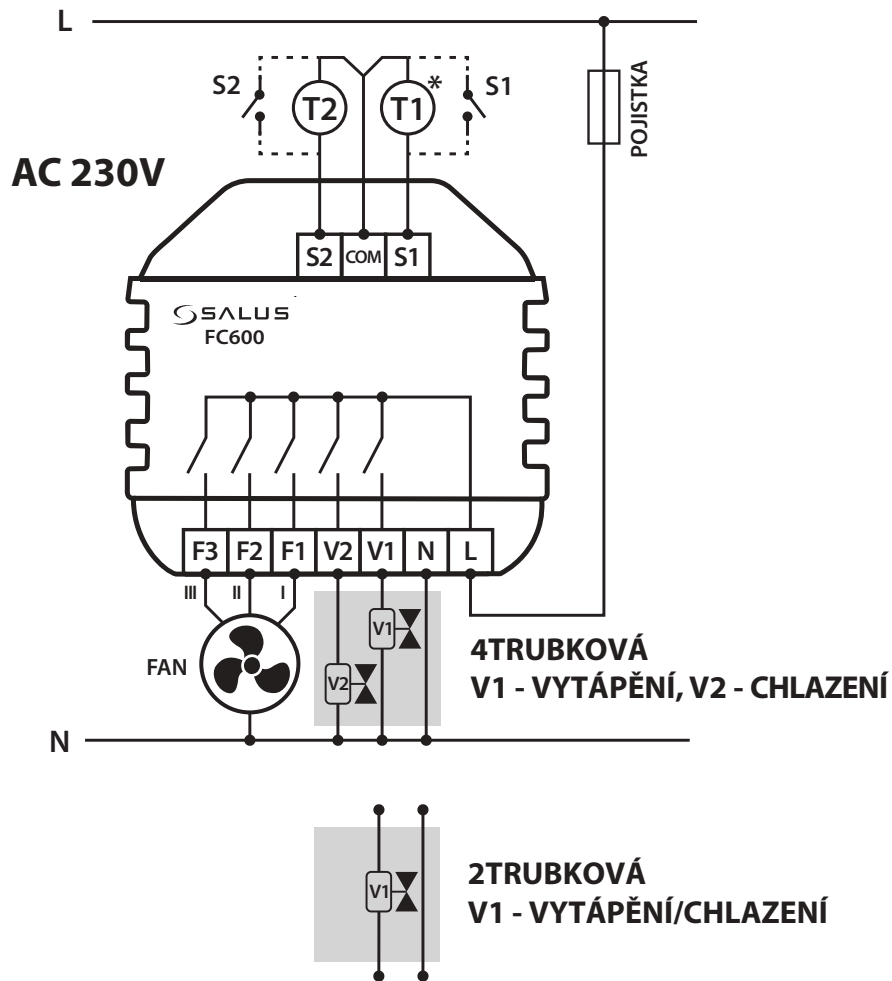 L
S2
T2
T1
*
S1
POJISTKA
AC 230V
S2
COM
S1
SALUS
FC600
F3
F2
F1
V2
V1
N
L
III
II
I
FAN
V1
V2
4TRUBKOVÁ
V1 - VYTÁPĚNÍ, V2 - CHLAZENÍ
N
V1
2TRUBKOVÁ
V1 - VYTÁPĚNÍ/CHLAZENÍ